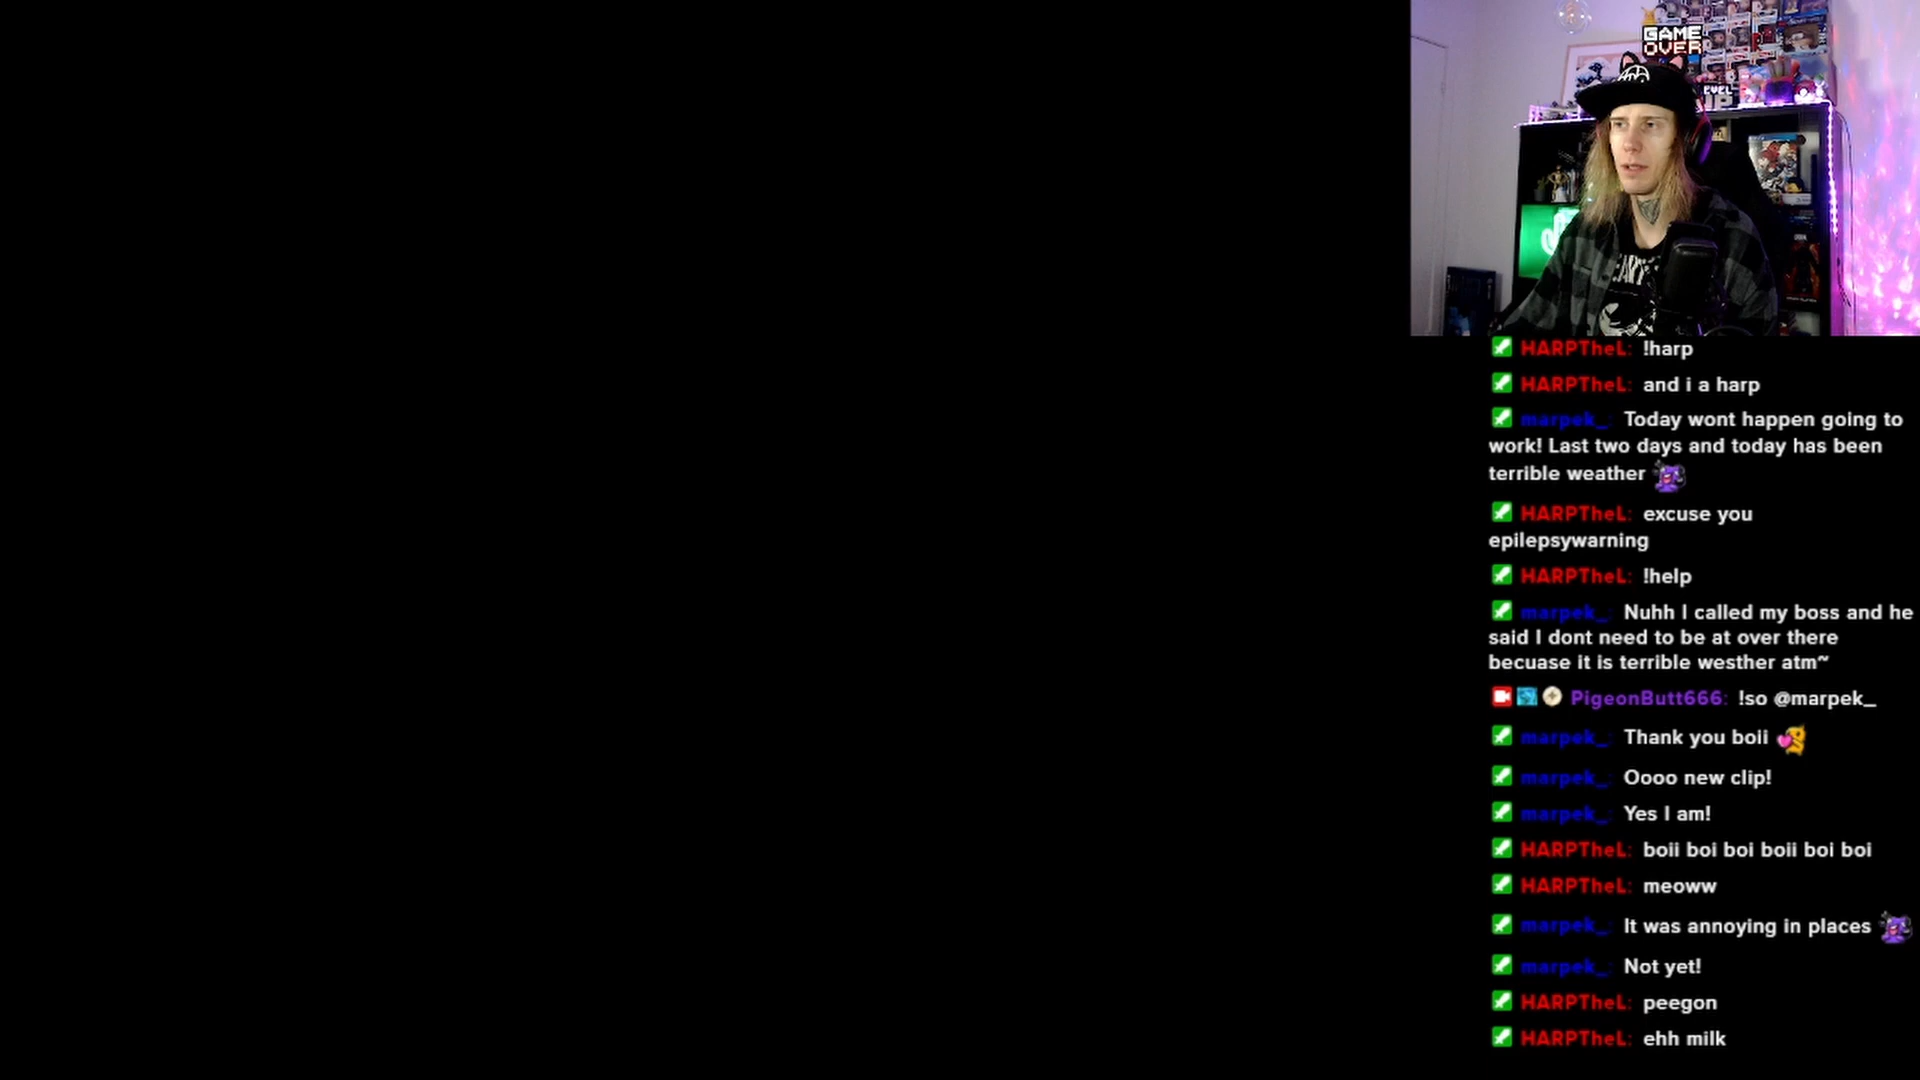 GAME
OVER
HARPTheL: !harp
HARPTheL: and i a harp
marpek_: Today wont happen going to
work! Last two days and today has been
terrible weather
HARPTheL: excuse you
epilepsywarning
HARPTheL: !help
marpek_: Nuhh I called my boss and he
said I dont need to be at over there
becuase it is terrible westher atm~
PigeonButt666: !so @marpek_
marpek_: Thank you boii
marpek_: Oooo new clip!
marpek_: Yes I am!
HARPTheL: boii boi boi boii boi boi
HARPTheL: meoww
marpek_: It was annoying in places
marpek_: Not yet!
HARPTheL: peegon
HARPTheL: ehh milk